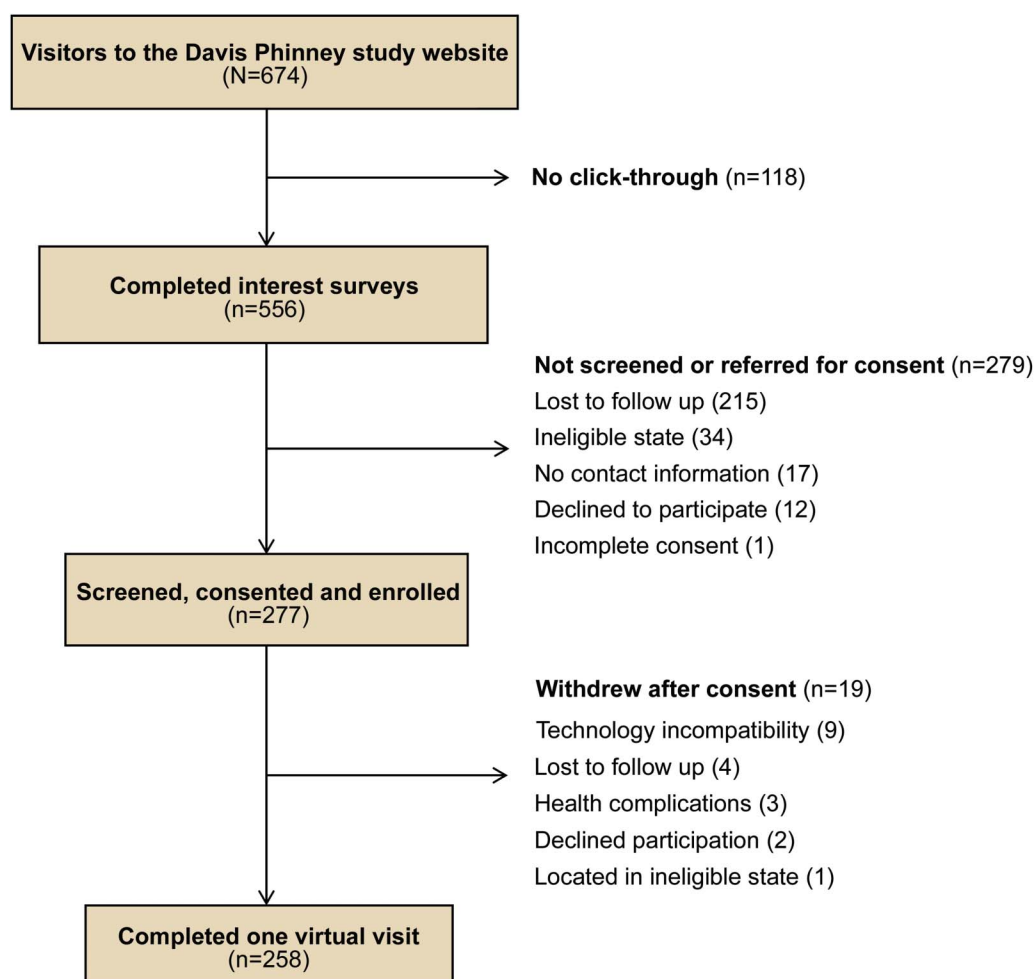 Visitors to the Davis Phinney study website
(N=674)
No click-through (n=118)
Completed interest surveys
(n=556)
Not screened or referred for consent (n=279)
Lost to follow up (215)
Ineligible state (34)
No contact information (17)
Declined to participate (12)
Incomplete consent (1)
Screened, consented and enrolled
(n=277)
Withdrew after consent (n=19)
Technology incompatibility (9)
Lost to follow up (4)
Health complications (3)
Declined participation (2)
Located in ineligible state (1)
Completed one virtual visit
(n=258)